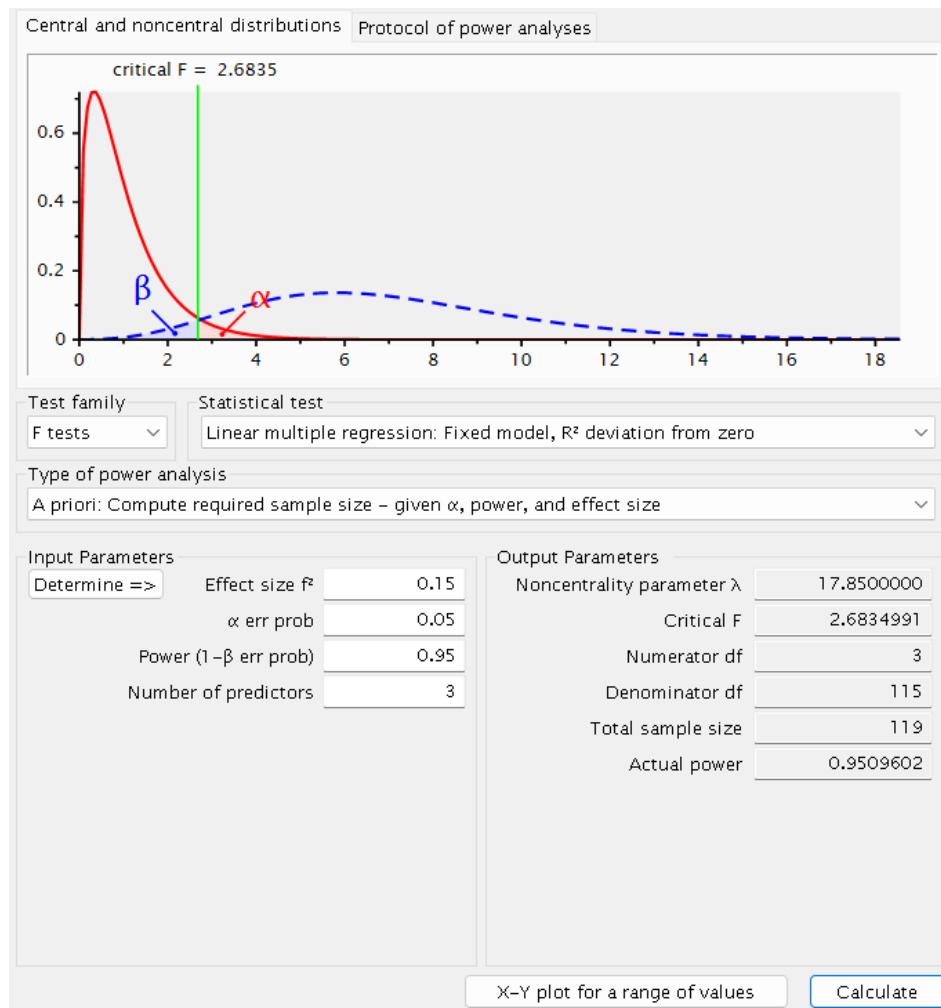 Central and noncentral distributions Protocol of power analyses
critical F = 2.6835
0.6
0.4
0.2
β α
0
0 2 4 6 8 10 12 14 16 18
Test family Statistical test
F tests Linear multiple regression: Fixed model, R² deviation from zero
Type of power analysis
A priori: Compute required sample size – given α, power, and effect size
Input Parameters Output Parameters
Determine => Effect size f² 0.15 Noncentrality parameter λ 17.8500000
α err prob 0.05 Critical F 2.6834991
Power (1–β err prob) 0.95 Numerator df 3
Number of predictors 3 Denominator df 115
Total sample size 119
Actual power 0.9509602
X–Y plot for a range of values Calculate